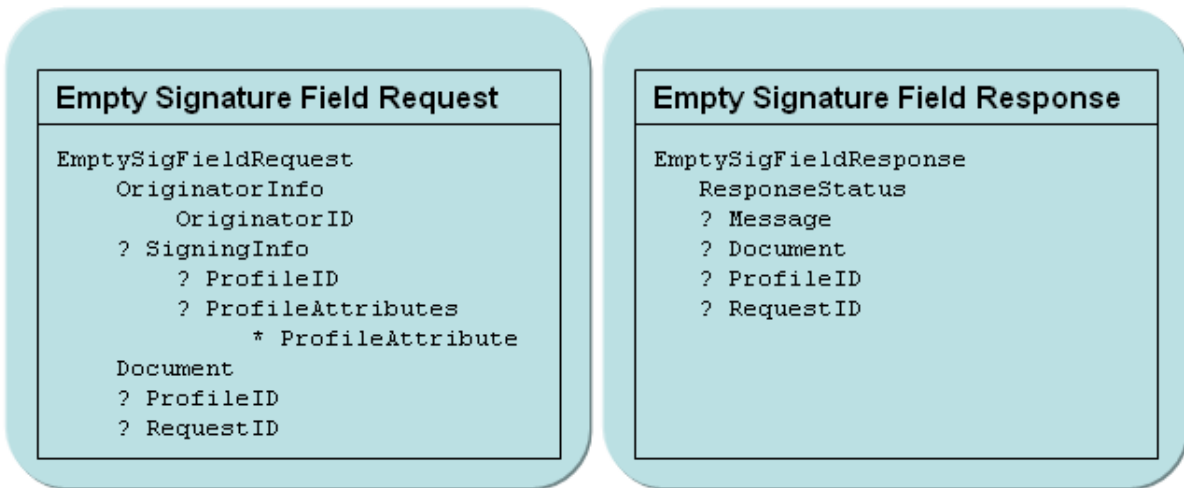 Empty Signature Field Request
EmptySigFieldRequest
OriginatorInfo
OriginatorID
? SigningInfo
? ProfileID
? ProfileAttributes
* ProfileAttribute
Document
? ProfileID
? RequestID
Empty Signature Field Response
EmptySigFieldResponse
ResponseStatus
? Message
? Document
? ProfileID
? RequestID